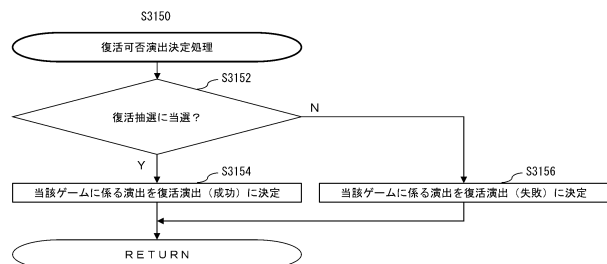 S3150
復活可否演出決定処理
S3152
復活抽選に当選？
N
Y
S3154
S3156
当該ゲームに係る演出を復活演出（成功）に決定
当該ゲームに係る演出を復活演出（失敗）に決定
ＲＥＴＵＲＮ